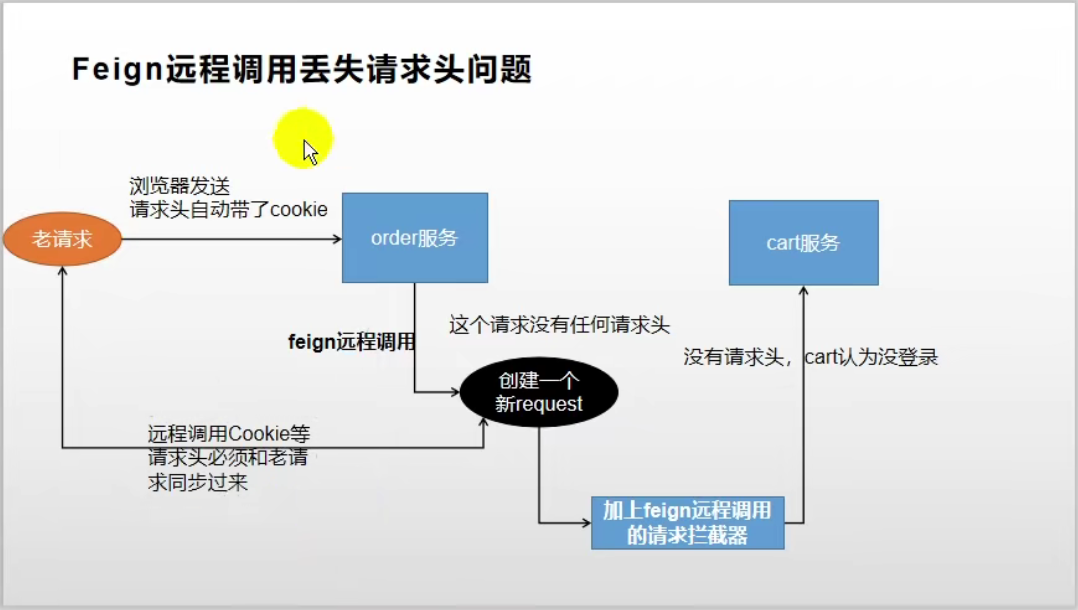 Feign远程调用丢失请求头问题
浏览器发送
请求头自动带了cookie
老请求
order服务
cart服务
feign远程调用
这个请求没有任何请求头
没有请求头，cart认为没登录
创建一个
新request
远程调用Cookie等
请求头必须和老请
求同步过来
加上feign远程调用
的请求拦截器